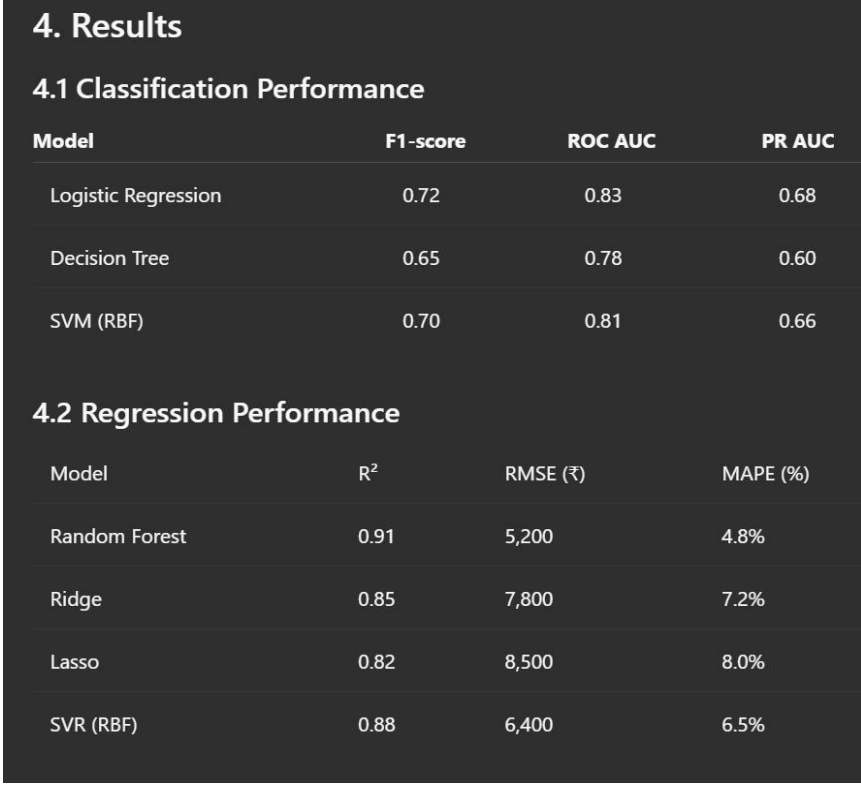 4. Results
4.1 Classification Performance
Model F1-score ROC AUC PR AUC
Logistic Regression 0.72 0.83 0.68
Decision Tree 0.65 0.78 0.60
SVM (RBF) 0.70 0.81 0.66
4.2 Regression Performance
Model R² RMSE (₹) MAPE (%)
Random Forest 0.91 5,200 4.8%
Ridge 0.85 7,800 7.2%
Lasso 0.82 8,500 8.0%
SVR (RBF) 0.88 6,400 6.5%